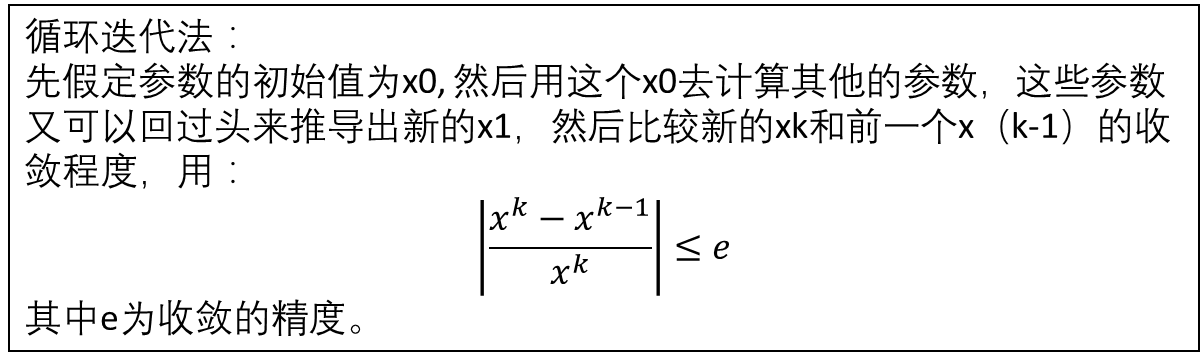 循环迭代法：
先假定参数的初始值为x0, 然后用这个x0去计算其他的参数，这些参数
又可以回过头来推导出新的x1，然后比较新的xk和前一个x（k-1）的收
敛程度，用：
|(x^k − x^{k−1}) / x^k| ≤ e
其中e为收敛的精度。